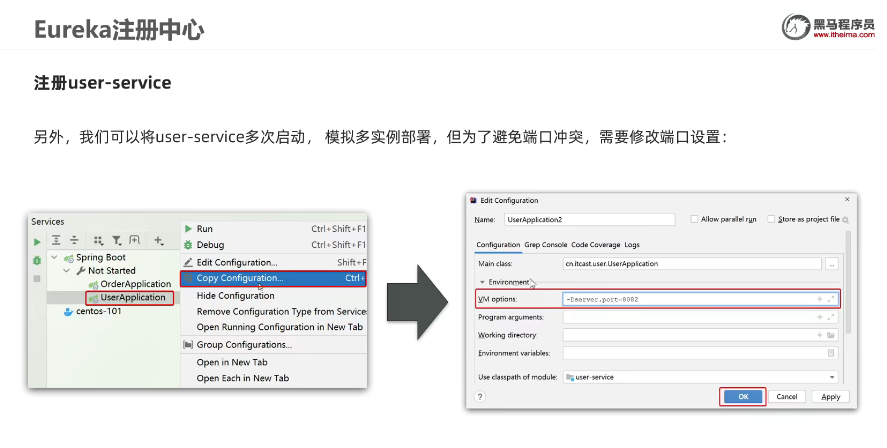 Eureka注册中心
黑马程序员
www.itheima.com
注册user-service
另外，我们可以将user-service多次启动， 模拟多实例部署，但为了避免端口冲突，需要修改端口设置：
Services
Spring Boot
Not Started
OrderApplication
UserApplication
centos-101
Run Ctrl+Shift+F1
Debug Ctrl+Shift+F1
Edit Configuration... Shift+F
Copy Configuration... Ctrl+
Hide Configuration
Remove Configuration Type from Services
Open Running Configuration in New Tab
Group Configurations...
Open in New Tab
Open Each in New Tab
Edit Configuration
Name: UserApplication2 Allow parallel run Store as project file
Configuration Grep Console Code Coverage Logs
Main class: cn.itcast.user.UserApplication ...
Environment
VM options: -Dserver.port=8082
Program arguments:
Working directory:
Environment variables:
Use classpath of module: user-service
? OK Cancel Apply